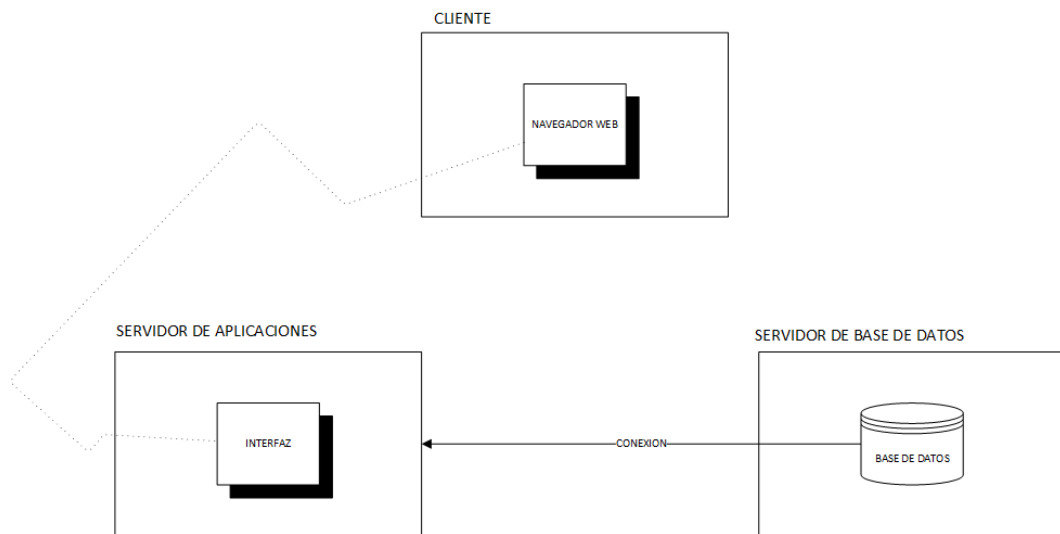 CLIENTE
NAVEGADOR WEB
SERVIDOR DE APLICACIONES
SERVIDOR DE BASE DE DATOS
INTERFAZ
CONEXION
BASE DE DATOS